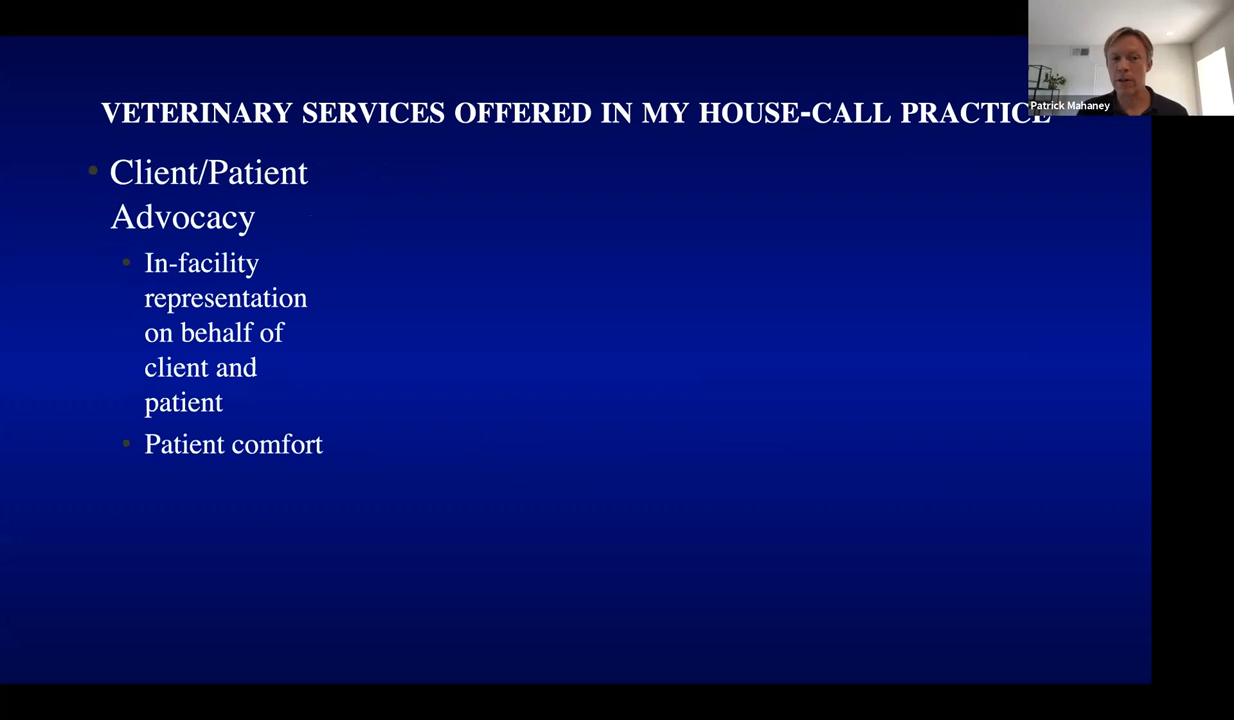 VETERINARY SERVICES OFFERED IN MY HOUSE-CALL PRACTICE
Patrick Mahaney
Client/Patient
Advocacy
In-facility
representation
on behalf of
client and
patient
Patient comfort